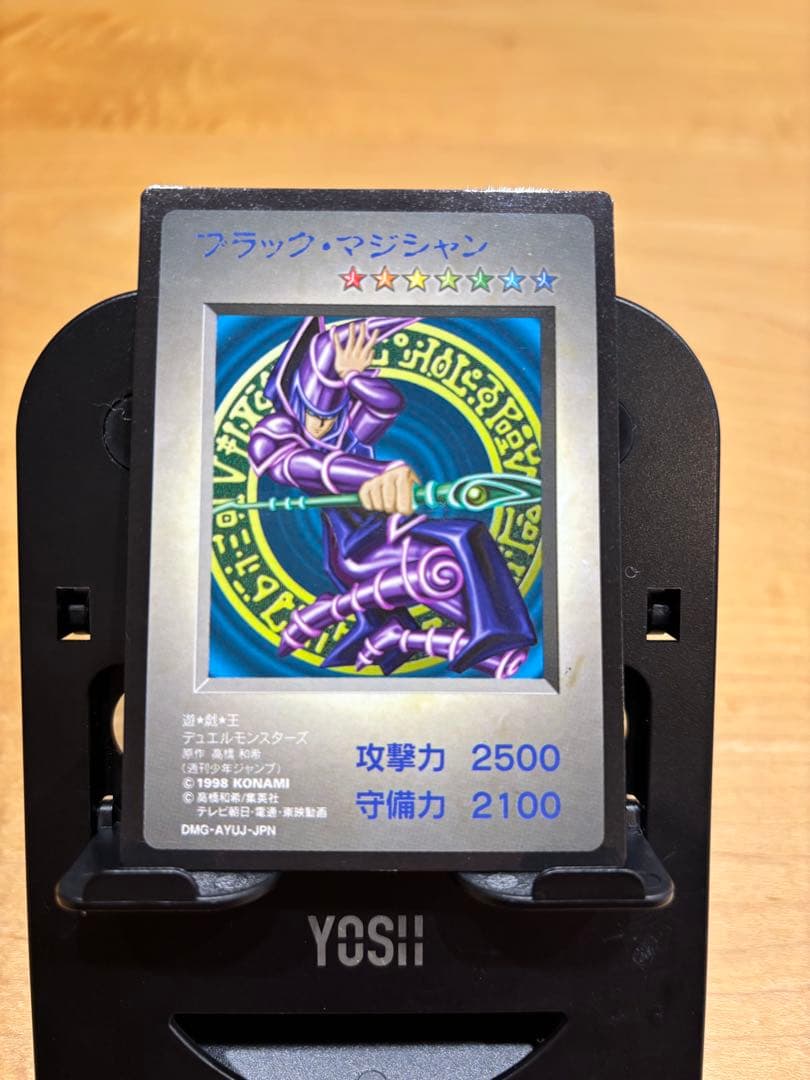 ブラック・マジシャン
遊★戯★王
デュエルモンスターズ
原作 高橋 和希
(週刊少年ジャンプ)
©1998 KONAMI
©高橋和希/集英社
テレビ朝日・電通・東映動画
DMG-AYUJ-JPN
攻撃力 2500
守備力 2100
YOSH